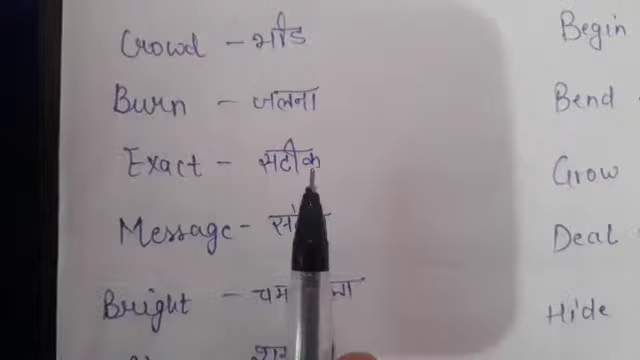 Crowd - भीड
Burn - जलना
Exact - सटीक
Message -
Bright -
Begin
Bend
Grow
Deal
Hide